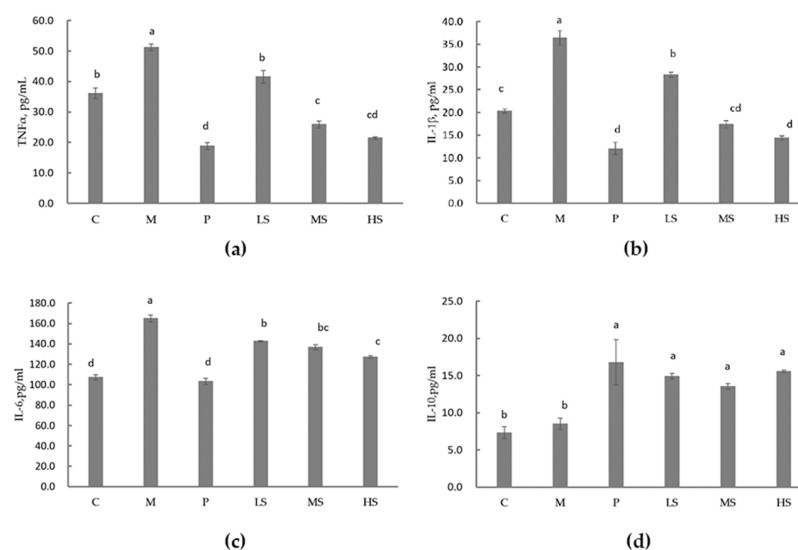 60.0
50.0
40.0
30.0
20.0
10.0
0.0
TNFα, pg/mL
b
a
d
b
c
cd
C M P LS MS HS
(a)
40.0
35.0
30.0
25.0
20.0
15.0
10.0
5.0
0.0
IL-1β, pg/ml
c
a
d
b
cd
d
C M P LS MS HS
(b)
180.0
160.0
140.0
120.0
100.0
80.0
60.0
40.0
20.0
0.0
IL-6,pg/ml
d
a
d
b
bc
c
C M P LS MS HS
(c)
25.0
20.0
15.0
10.0
5.0
0.0
IL-10,pg/ml
b
b
a
a
a
a
C M P LS MS HS
(d)